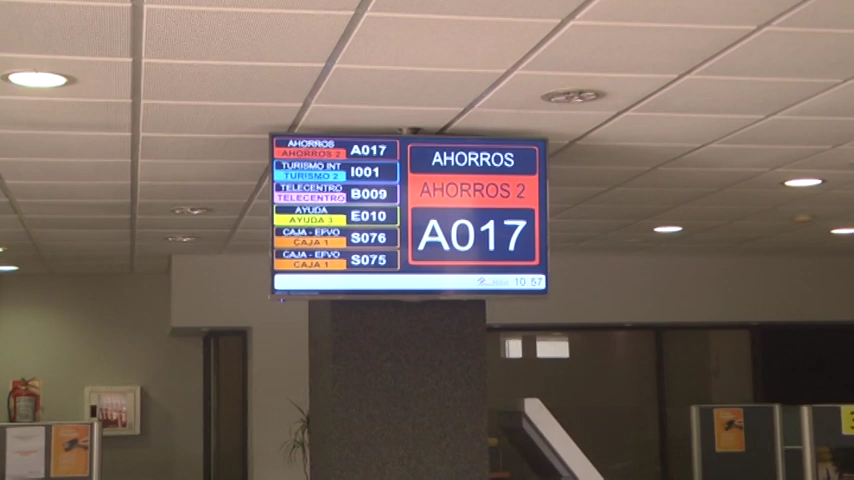 AHORROS
AHORROS 2 A017
TURISMO INT
TURISMO 2 I001
TELECENTRO
TELECENTRO B009
AYUDA
AYUDA 3 E010
CAJA - EFVO
CAJA 1 S076
CAJA - EFVO
CAJA 1 S075
AHORROS
AHORROS 2
A017
10:57